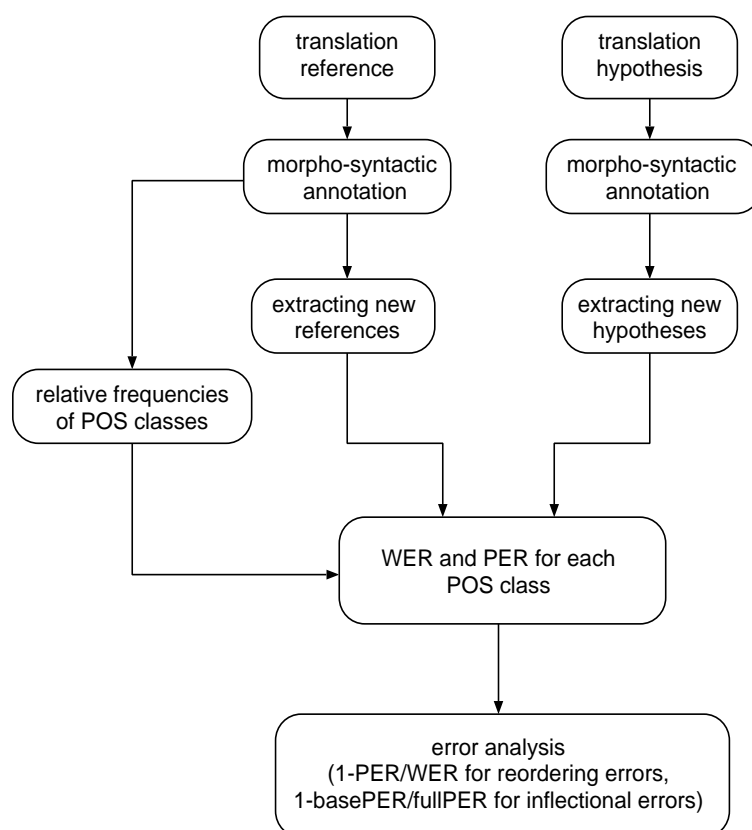 translation
reference
translation
hypothesis
morpho-syntactic
annotation
morpho-syntactic
annotation
extracting new
references
extracting new
hypotheses
relative frequencies
of POS classes
WER and PER for each
POS class
error analysis
(1-PER/WER for reordering errors,
1-basePER/fullPER for inflectional errors)